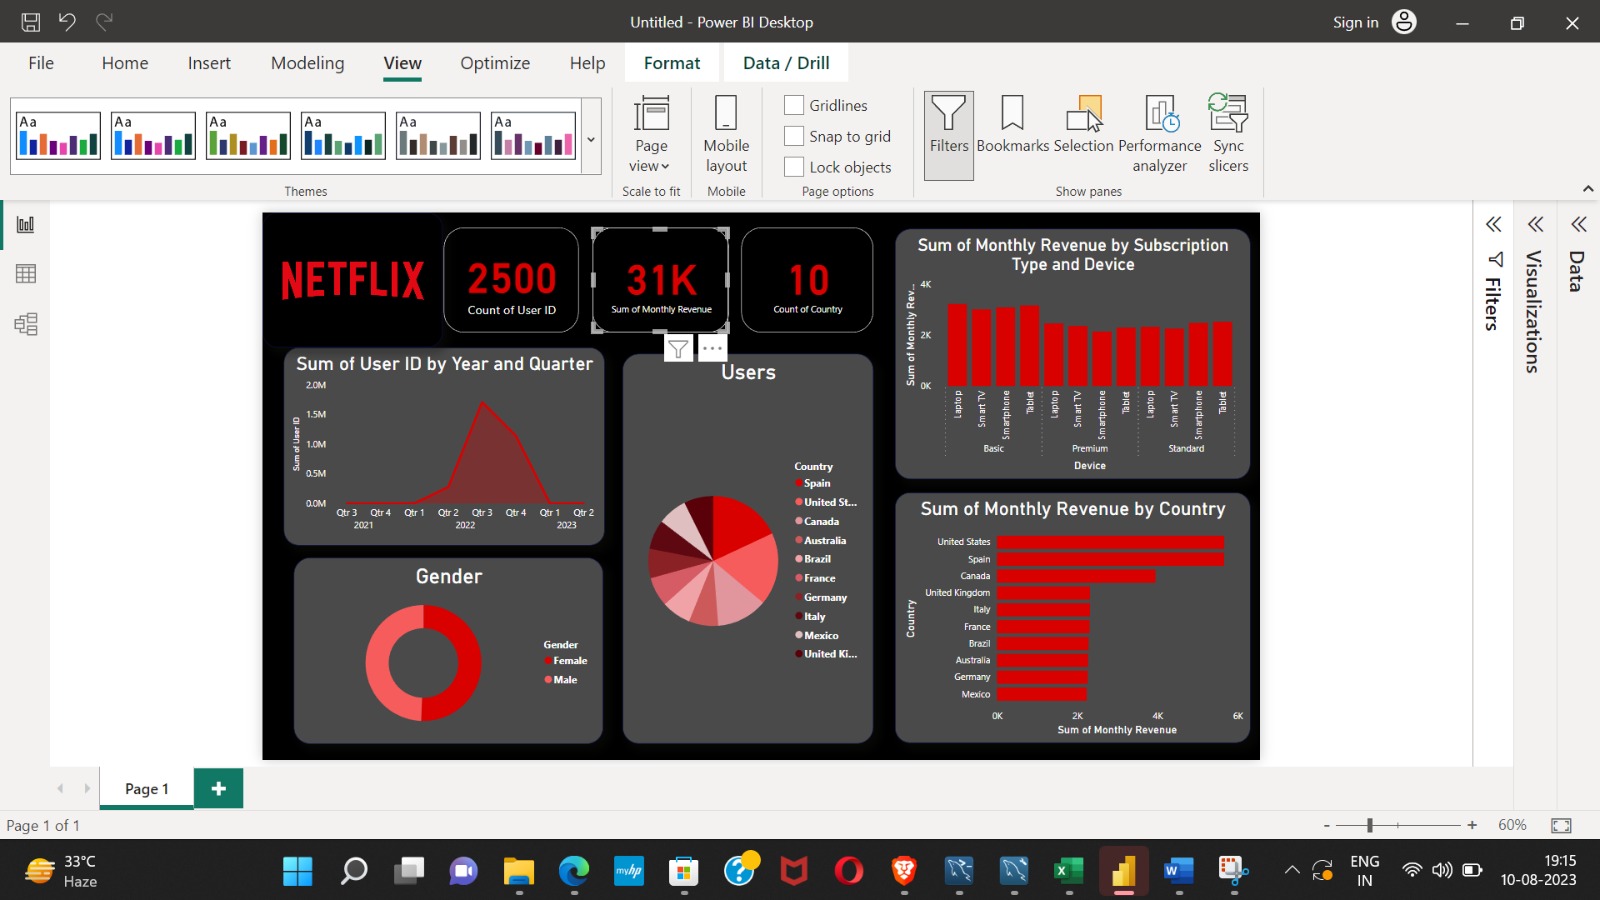 Untitled - Power BI Desktop
Sign in
File Home Insert Modeling View Optimize Help Format Data / Drill
Aa Aa Aa Aa Aa Aa
Themes
Page view
Scale to fit
Mobile layout
Mobile
Gridlines
Snap to grid
Lock objects
Page options
Filters
Bookmarks
Selection
Performance analyzer
Sync slicers
Show panes
NETFLIX
2500
Count of User ID
31K
Sum of Monthly Revenue
10
Count of Country
Sum of User ID by Year and Quarter
Sum of User ID
2.0M
1.5M
1.0M
0.5M
0.0M
Qtr 3 Qtr 4 Qtr 1 Qtr 2 Qtr 3 Qtr 4 Qtr 1 Qtr 2
2021 2022 2023
Gender
Gender
Female
Male
Users
Country
Spain
United St...
Canada
Australia
Brazil
France
Germany
Italy
Mexico
United Ki...
Sum of Monthly Revenue by Subscription
Type and Device
Sum of Monthly Rev...
4K
2K
0K
Laptop Smart TV Smartphone Tablet Laptop Smart TV Smartphone Tablet Laptop Smart TV Smartphone Tablet
Basic Premium Standard
Device
Sum of Monthly Revenue by Country
Country
United States
Spain
Canada
United Kingdom
Italy
France
Brazil
Australia
Germany
Mexico
0K 2K 4K 6K
Sum of Monthly Revenue
Filters
Visualizations
Data
Page 1
+
Page 1 of 1
- + 60%
33°C
Haze
myhp
ENG
IN
19:15
10-08-2023